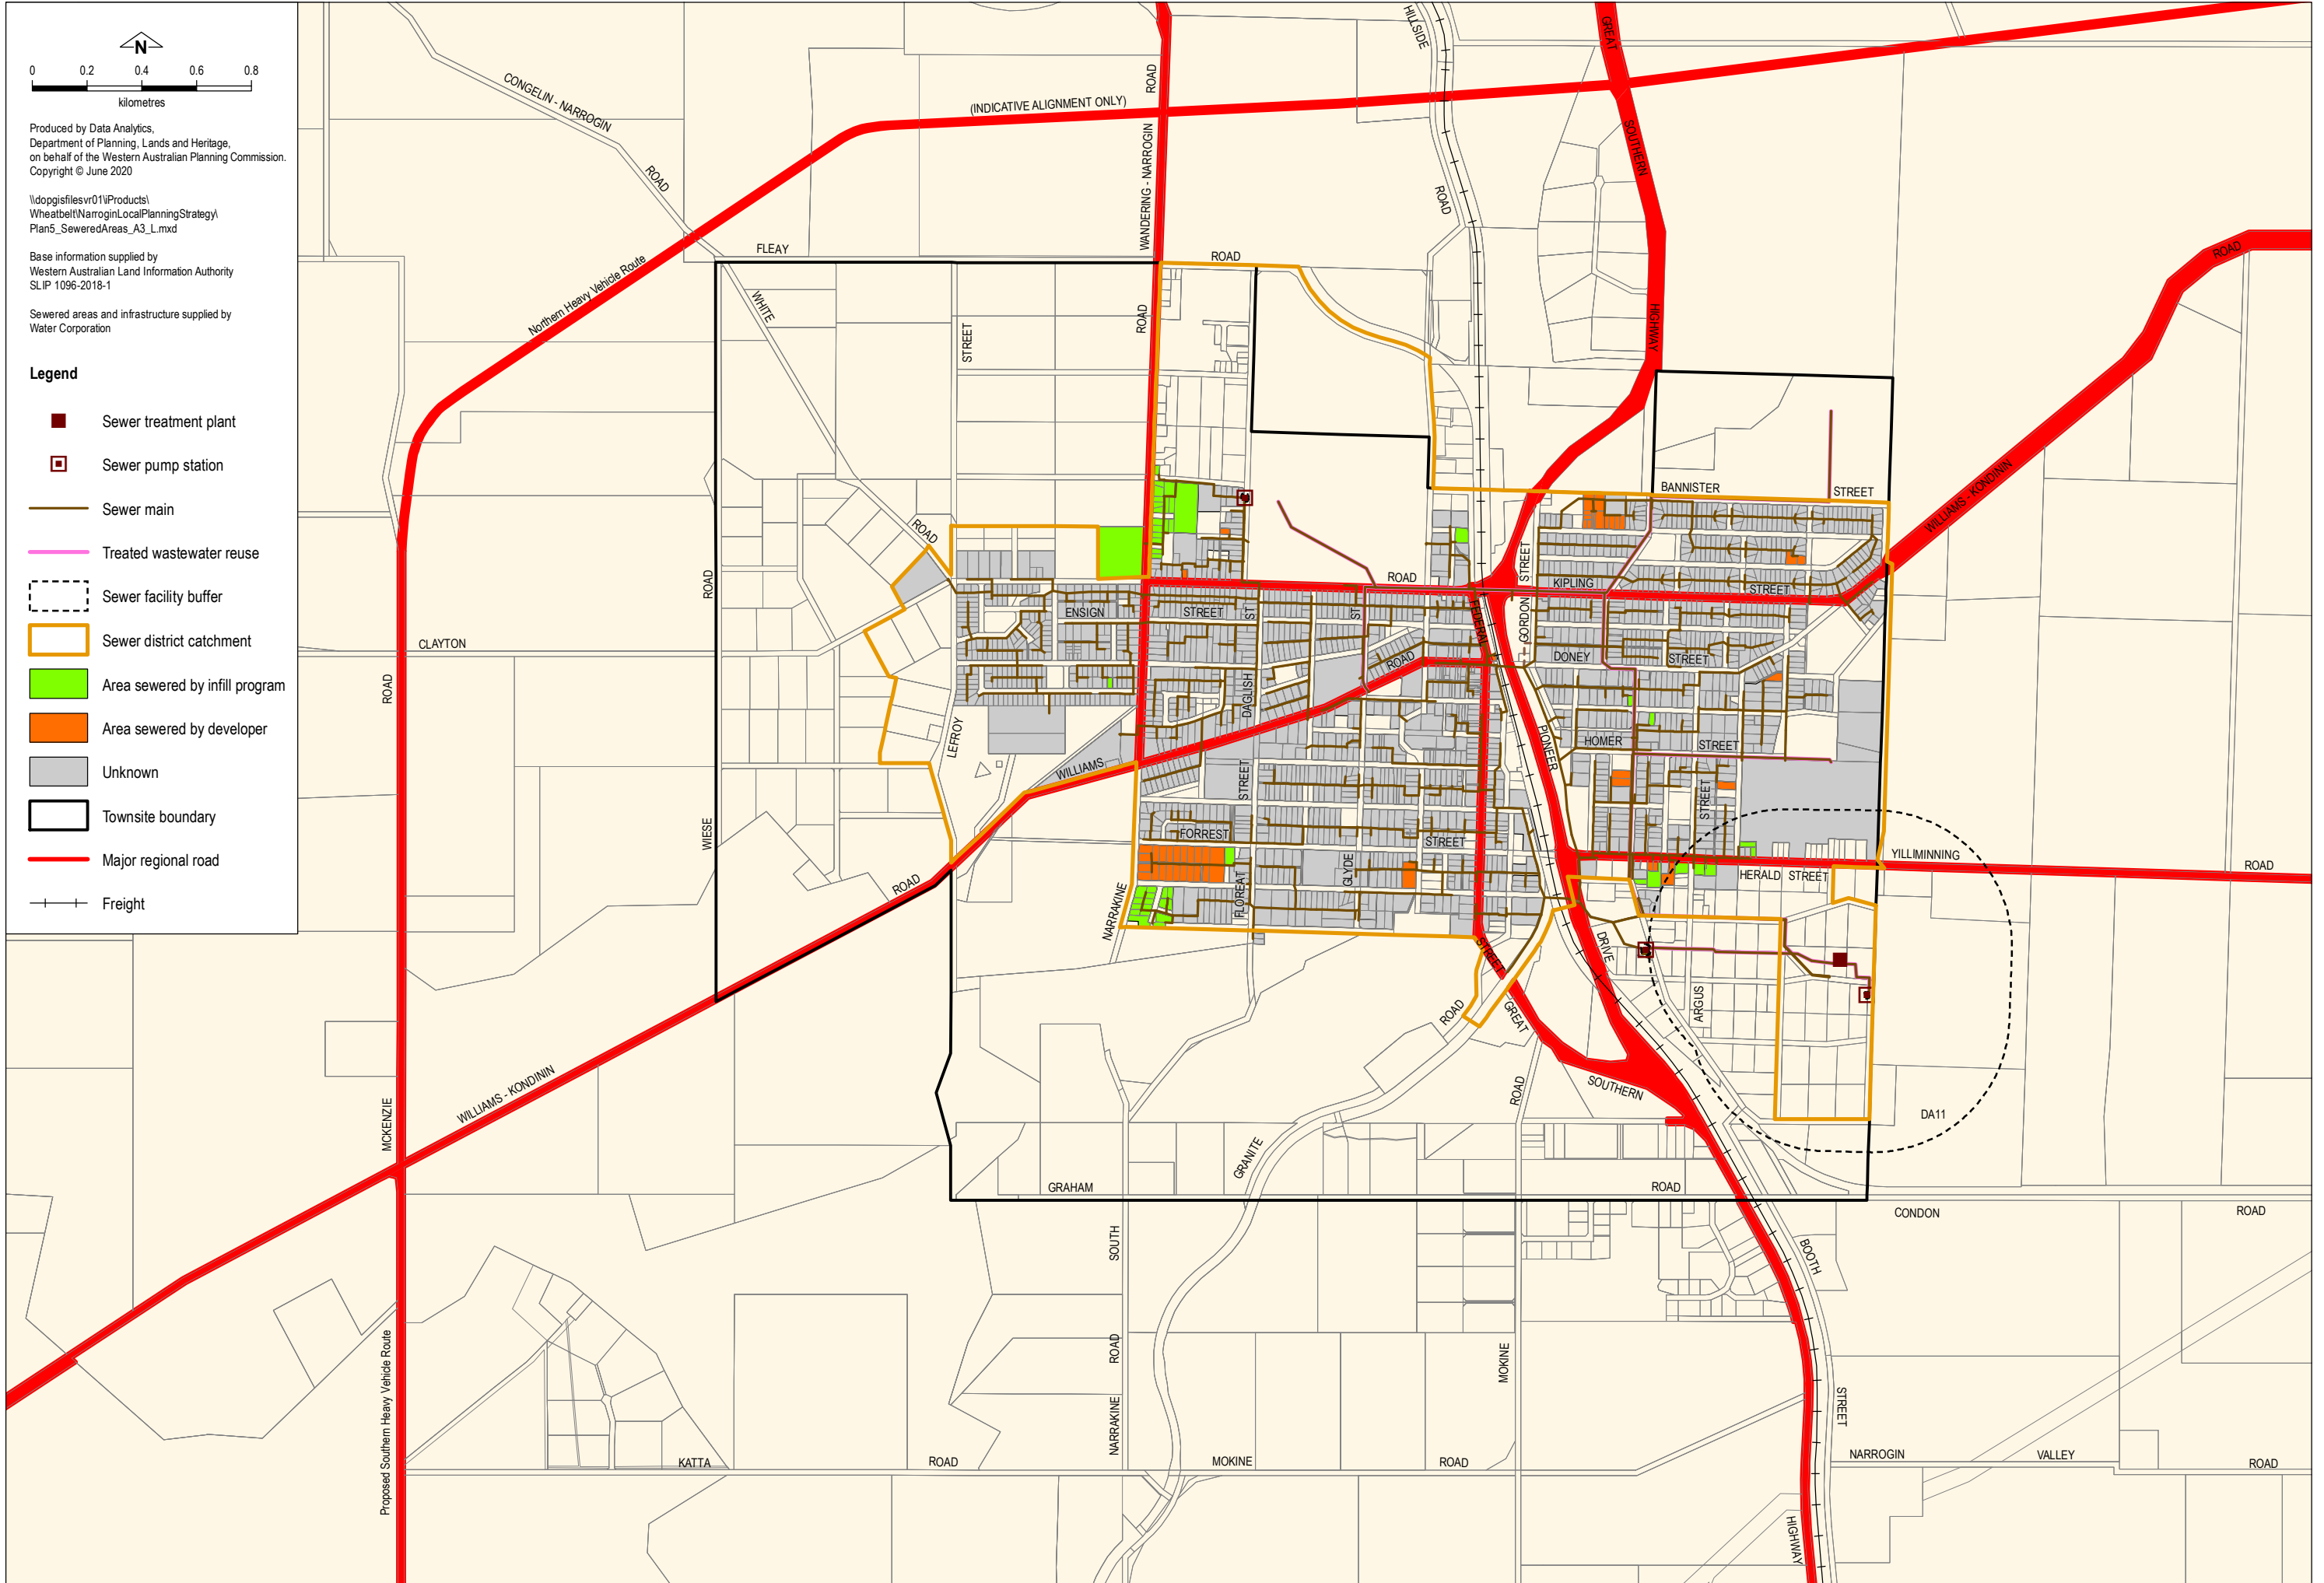 N
0 0.2 0.4 0.6 0.8
kilometres
Produced by Data Analytics,
Department of Planning, Lands and Heritage,
on behalf of the Western Australian Planning Commission.
Copyright © June 2020
\\dopgisfilesvr01\iProducts\
Wheatbelt\NarroginLocalPlanningStrategy\
Plan5_SeweredAreas_A3_L.mxd
Base information supplied by
Western Australian Land Information Authority
SLIP 1096-2018-1
Sewered areas and infrastructure supplied by
Water Corporation
Legend
Sewer treatment plant
Sewer pump station
Sewer main
Treated wastewater reuse
Sewer facility buffer
Sewer district catchment
Area sewered by infill program
Area sewered by developer
Unknown
Townsite boundary
Major regional road
Freight
CONGELIN - NARROGIN
ROAD
(INDICATIVE ALIGNMENT ONLY)
WANDERING - NARROGIN
ROAD
ROAD
HILLSIDE
ROAD
GREAT
SOUTHERN
HIGHWAY
Northern Heavy Vehicle Route
FLEAY
ROAD
WHITE
ROAD
STREET
ROAD
WILLIAMS - KONDININ
BANNISTER
STREET
ROAD
KIPLING
STREET
GORDON
STREET
FEDERAL
ENSIGN
STREET
ST
ST
CLAYTON
ROAD
ROAD
DONEY
STREET
ROAD
DAGLISH
STREET
LEFROY
WILLIAMS
ROAD
WIESE
HOMER
STREET
PIONEER
DRIVE
STREET
FORREST
STREET
GLYDE
FLOREAT
NARRAKINE
YILLIMINNING
ROAD
HERALD
STREET
ARGUS
STREET
GREAT
SOUTHERN
ROAD
GRANITE
ROAD
DA11
MCKENZIE
WILLIAMS - KONDININ
GRAHAM
ROAD
CONDON
ROAD
BOOTH
STREET
SOUTH
ROAD
NARRAKINE
MOKINE
Proposed Southern Heavy Vehicle Route
KATTA
ROAD
MOKINE
ROAD
NARROGIN
VALLEY
ROAD
HIGHWAY